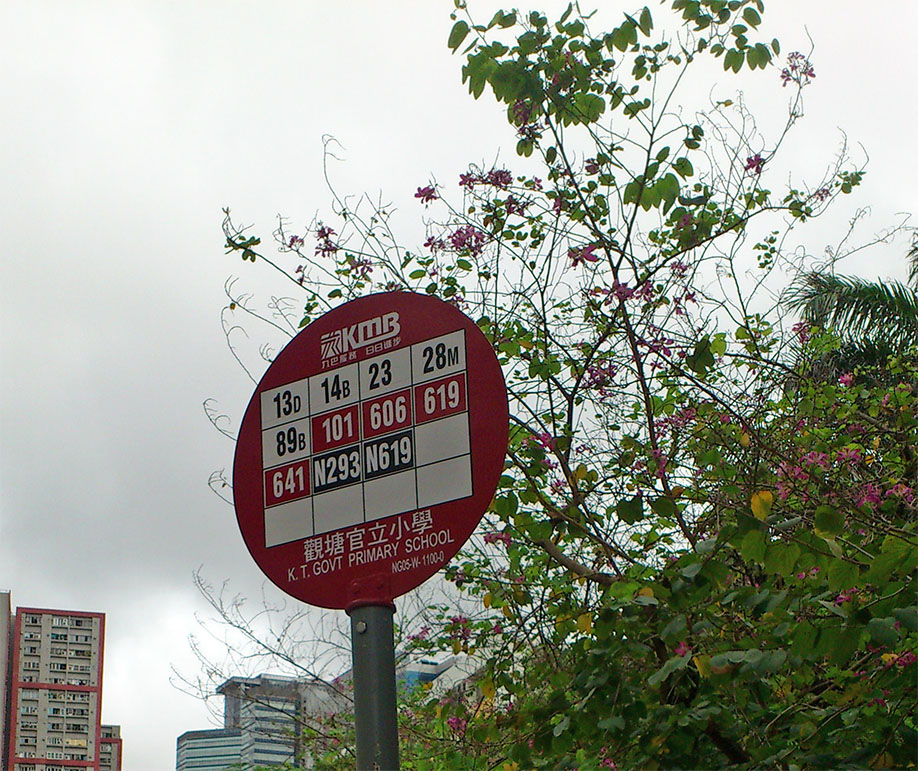 KMB
九巴服務 日日進步
13D 14B 23 28M
89B 101 606 619
641 N293 N619
觀塘官立小學
K. T. GOVT PRIMARY SCHOOL
NG05-W-1100-0